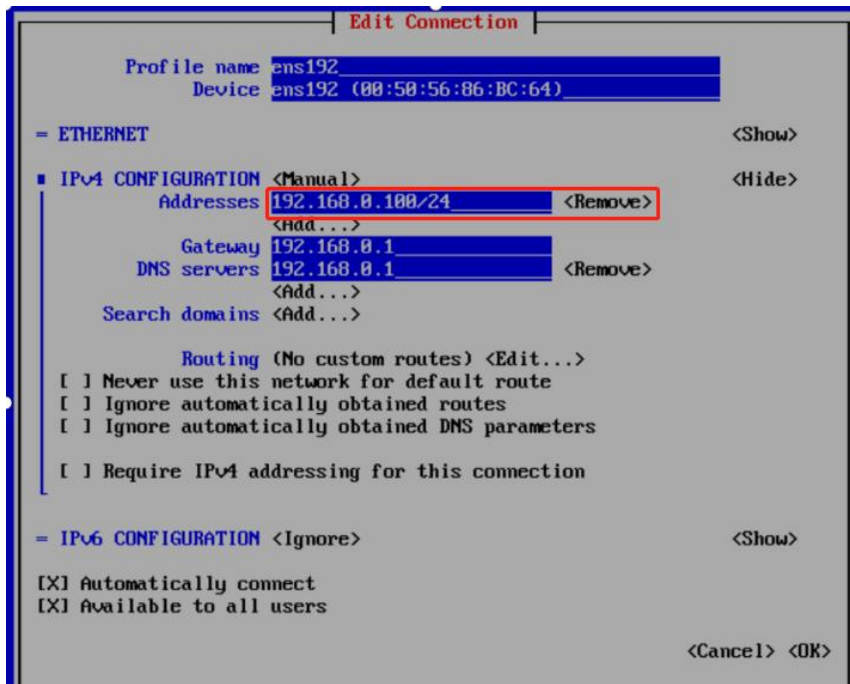 Edit Connection
Profile name ens192
Device ens192 (00:50:56:86:BC:64)
= ETHERNET <Show>
IPv4 CONFIGURATION <Manual> <Hide>
Addresses 192.168.0.100/24 <Remove>
<Add...>
Gateway 192.168.0.1
DNS servers 192.168.0.1 <Remove>
<Add...>
Search domains <Add...>
Routing (No custom routes) <Edit...>
[ ] Never use this network for default route
[ ] Ignore automatically obtained routes
[ ] Ignore automatically obtained DNS parameters
[ ] Require IPv4 addressing for this connection
= IPv6 CONFIGURATION <Ignore> <Show>
[X] Automatically connect
[X] Available to all users
<Cancel> <OK>